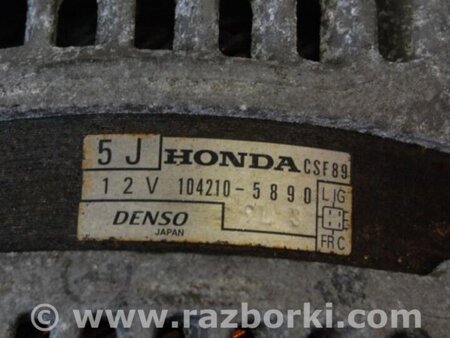 5J HONDA CSF89
12V 104210-5890 L IG
DENSO
JAPAN
FR C
© www.razborki.com